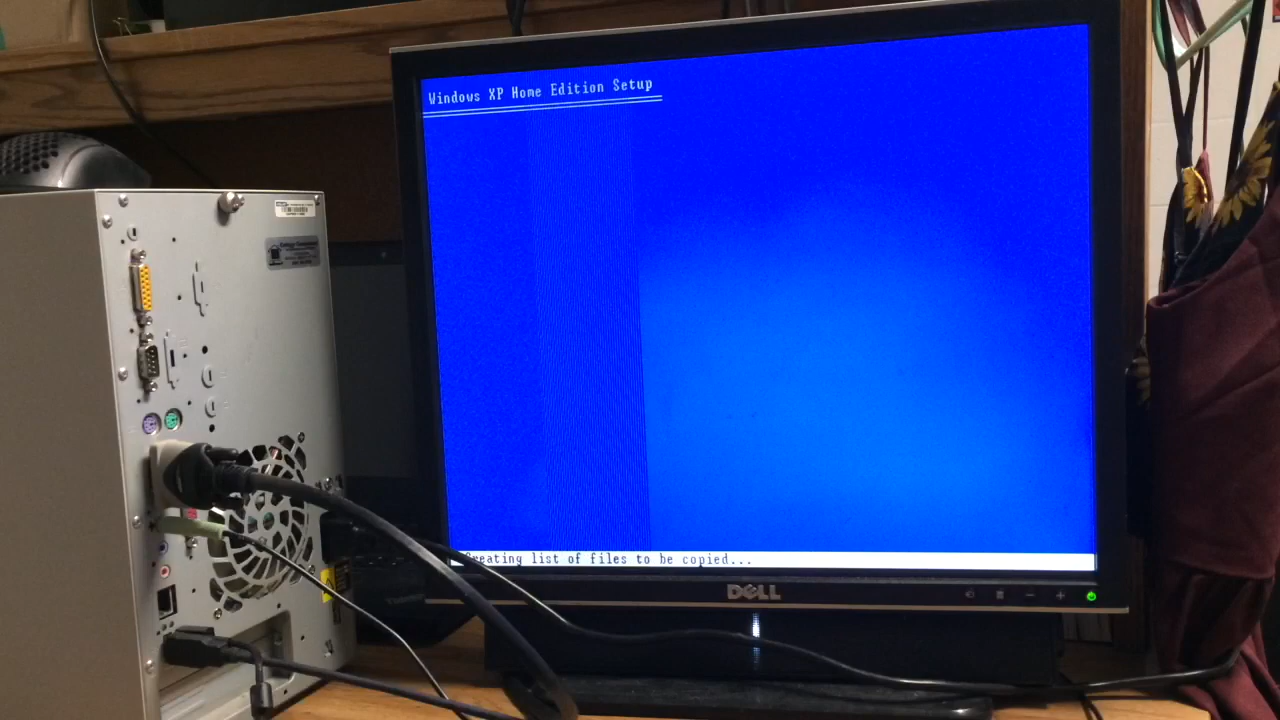 Windows XP Home Edition Setup
Creating list of files to be copied...
DELL